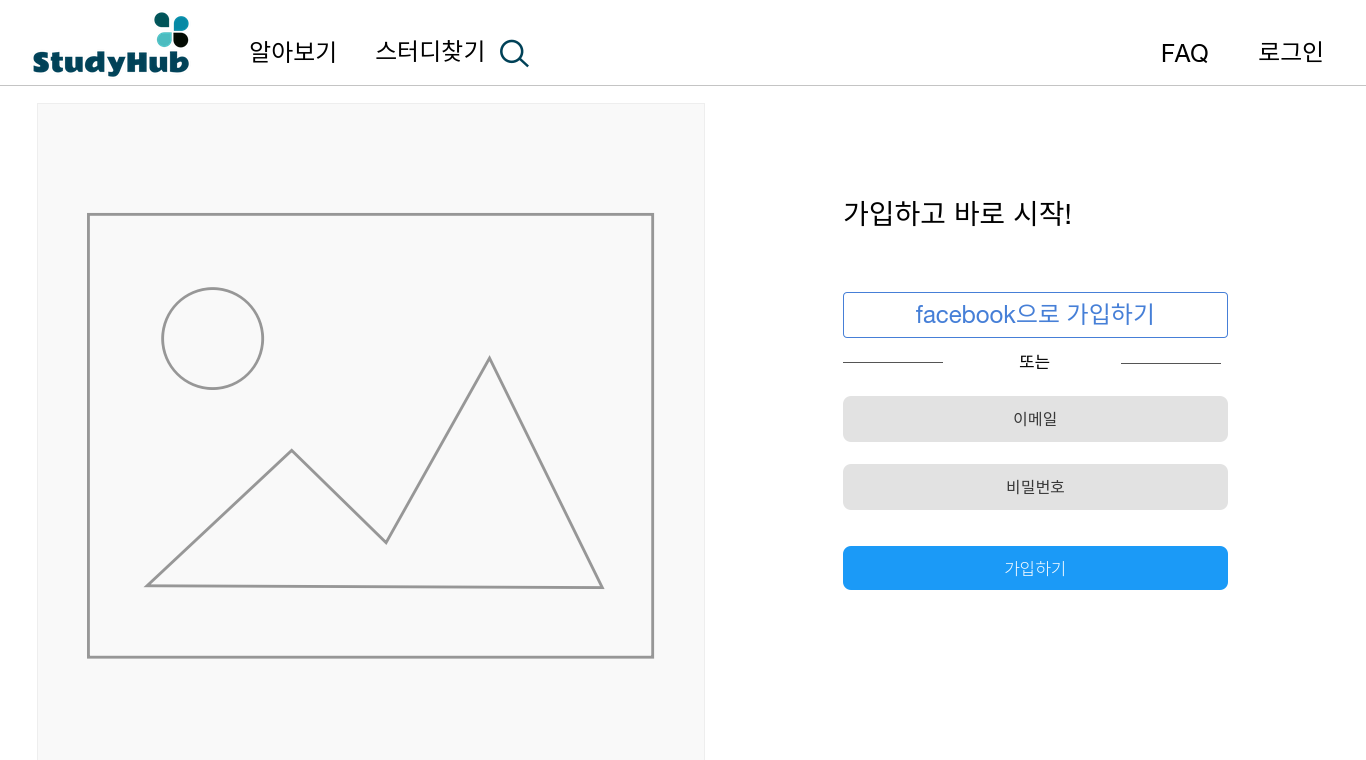 StudyHub
알아보기
스터디찾기
FAQ
로그인
가입하고 바로 시작!
facebook으로 가입하기
또는
이메일
비밀번호
가입하기